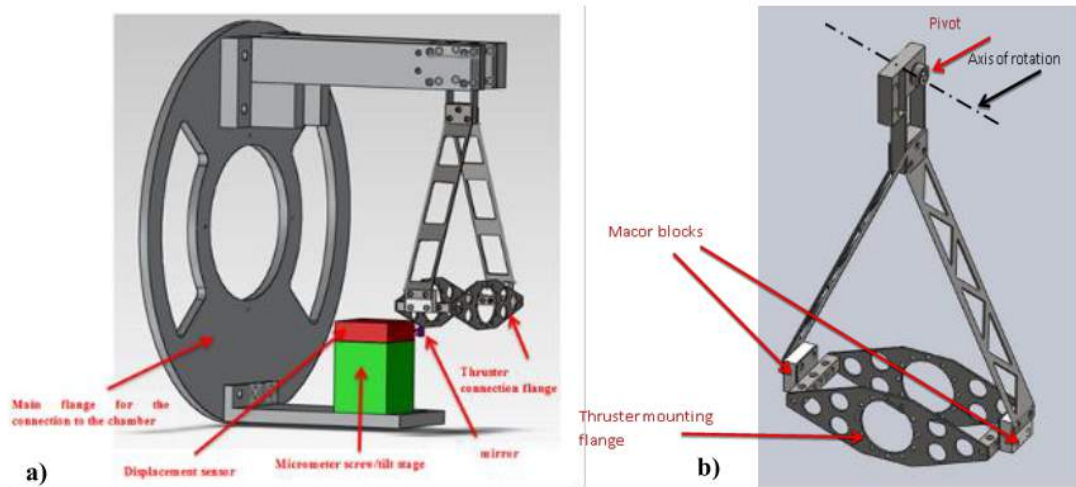 Main flange for the
connection to the chamber
Displacement sensor
Micrometer screw/tilt stage
mirror
Thruster
connection flange
a)
Pivot
Axis of rotation
Macor blocks
Thruster mounting
flange
b)